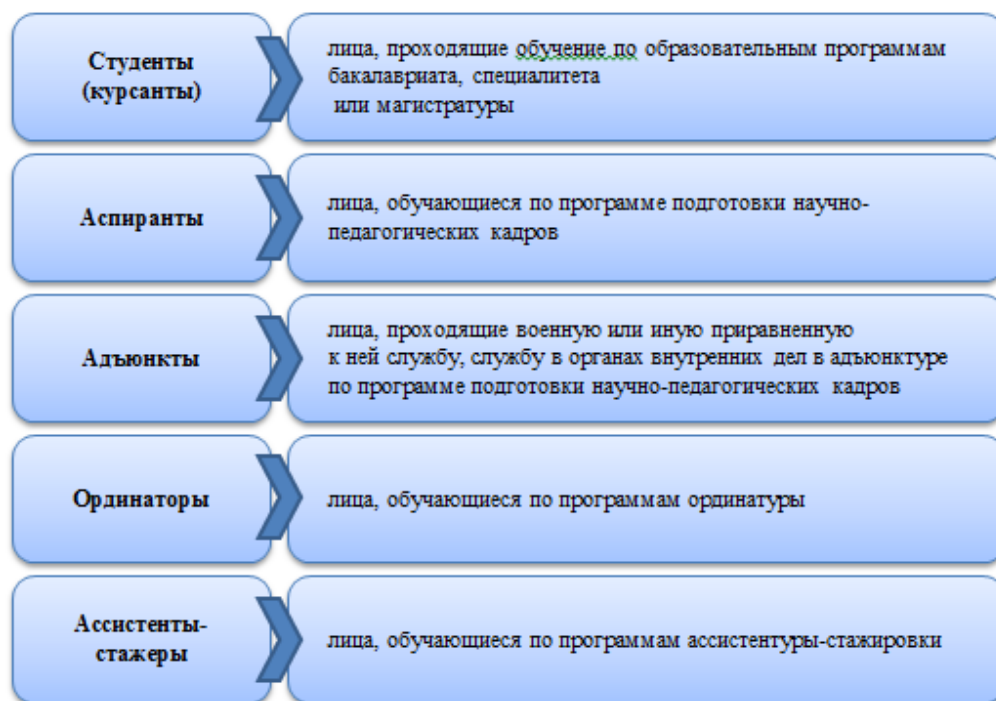 Студенты
(курсанты)
лица, проходящие обучение по образовательным программам
бакалавриата, специалитета
или магистратуры
Аспиранты
лица, обучающиеся по программе подготовки научно-
педагогических кадров
Адъюнкты
лица, проходящие военную или иную приравненную
к ней службу, службу в органах внутренних дел в адъюнктуре
по программе подготовки научно-педагогических кадров
Ординаторы
лица, обучающиеся по программам ординатуры
Ассистенты-
стажеры
лица, обучающиеся по программам ассистентуры-стажировки